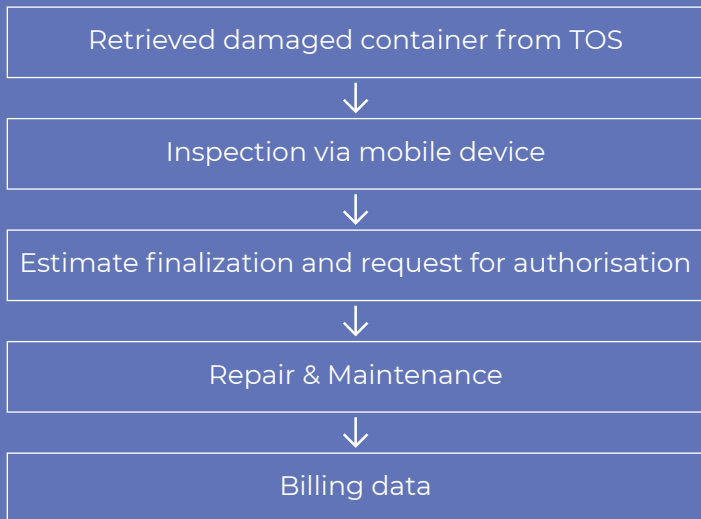 Retrieved damaged container from TOS
Inspection via mobile device
Estimate finalization and request for authorisation
Repair & Maintenance
Billing data